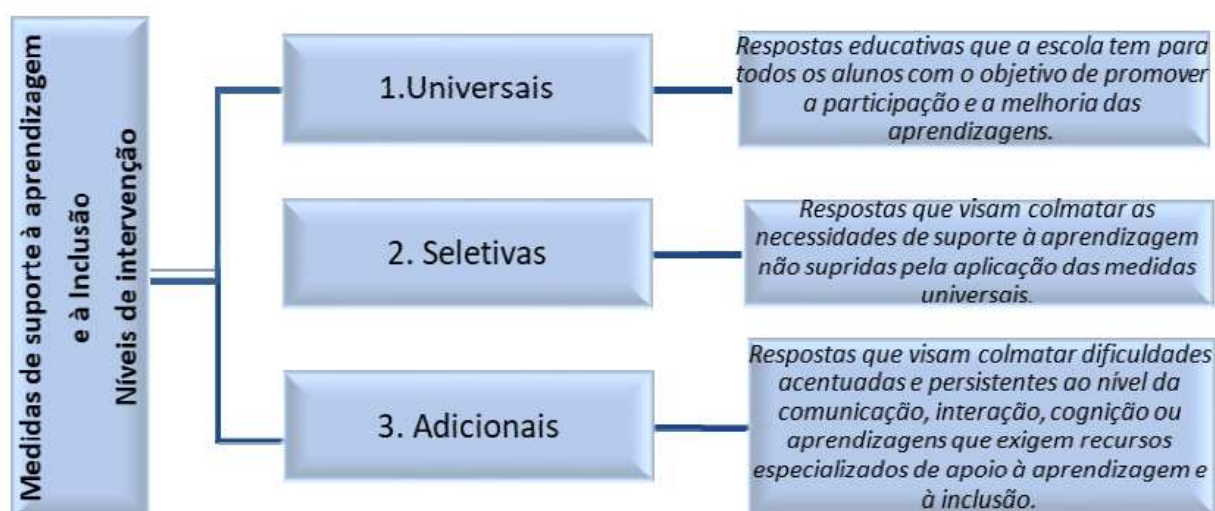 Medidas de suporte à aprendizagem
e à Inclusão
Níveis de intervenção
1.Universais
Respostas educativas que a escola tem para
todos os alunos com o objetivo de promover
a participação e a melhoria das
aprendizagens.
2. Seletivas
Respostas que visam colmatar as
necessidades de suporte à aprendizagem
não supridas pela aplicação das medidas
universais.
3. Adicionais
Respostas que visam colmatar dificuldades
acentuadas e persistentes ao nível da
comunicação, interação, cognição ou
aprendizagens que exigem recursos
especializados de apoio à aprendizagem e
à inclusão.